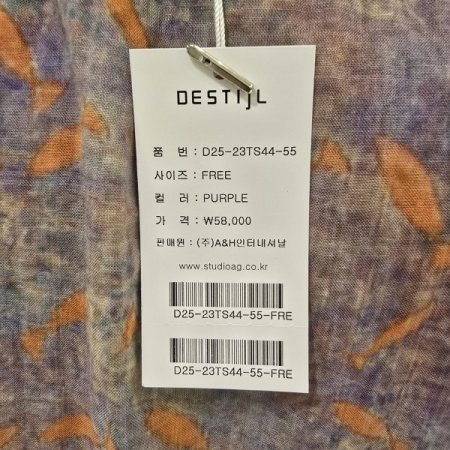 DESTIJL
품 번 : D25-23TS44-55
사이즈 : FREE
컬 러 : PURPLE
가 격 : ₩58,000
판매원 : (주)A&H인터내셔날
www.studioag.co.kr
D25-23TS44-55-FRE
D25-23TS44-55-FRE